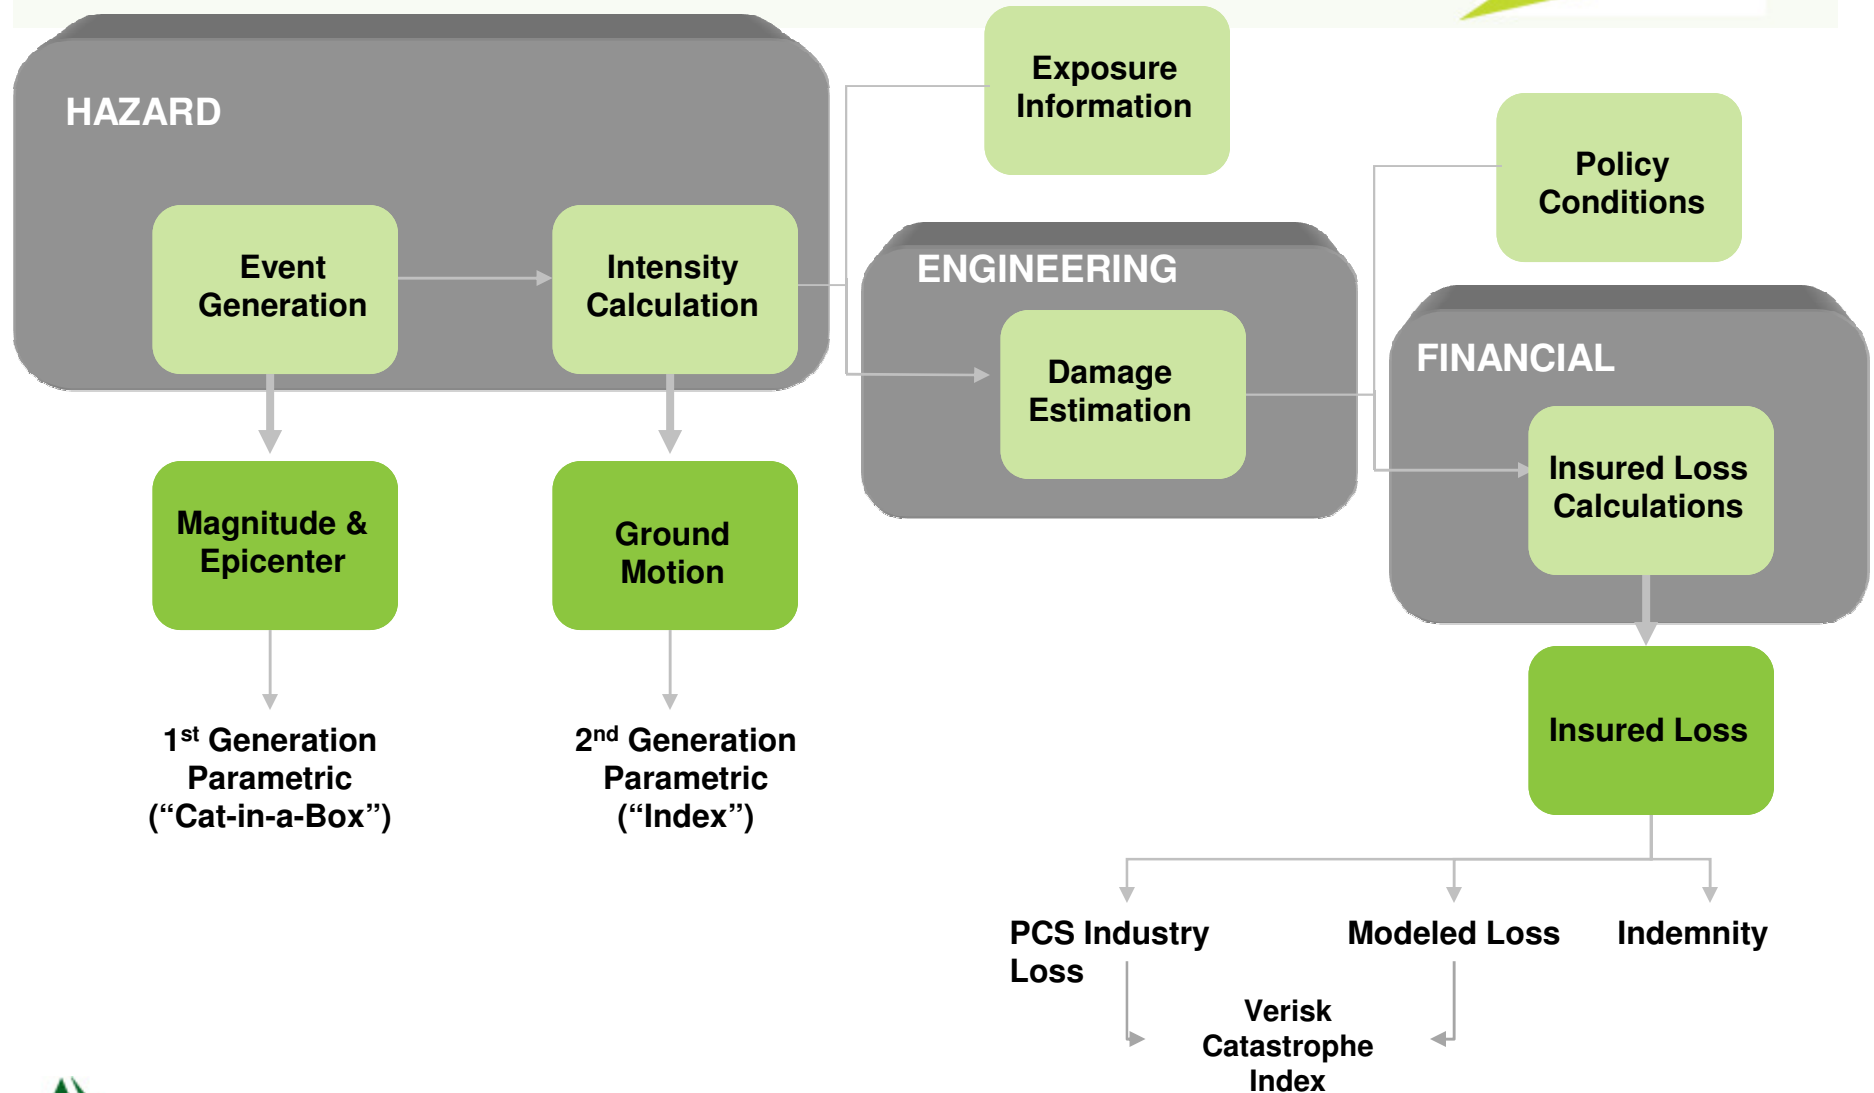 HAZARD
Event
Generation
Intensity
Calculation
Exposure
Information
ENGINEERING
Damage
Estimation
Policy
Conditions
FINANCIAL
Insured Loss
Calculations
Magnitude &
Epicenter
Ground
Motion
Insured Loss
1st Generation
Parametric
(“Cat-in-a-Box”)
2nd Generation
Parametric
(“Index”)
PCS Industry
Loss
Modeled Loss
Indemnity
Verisk
Catastrophe
Index